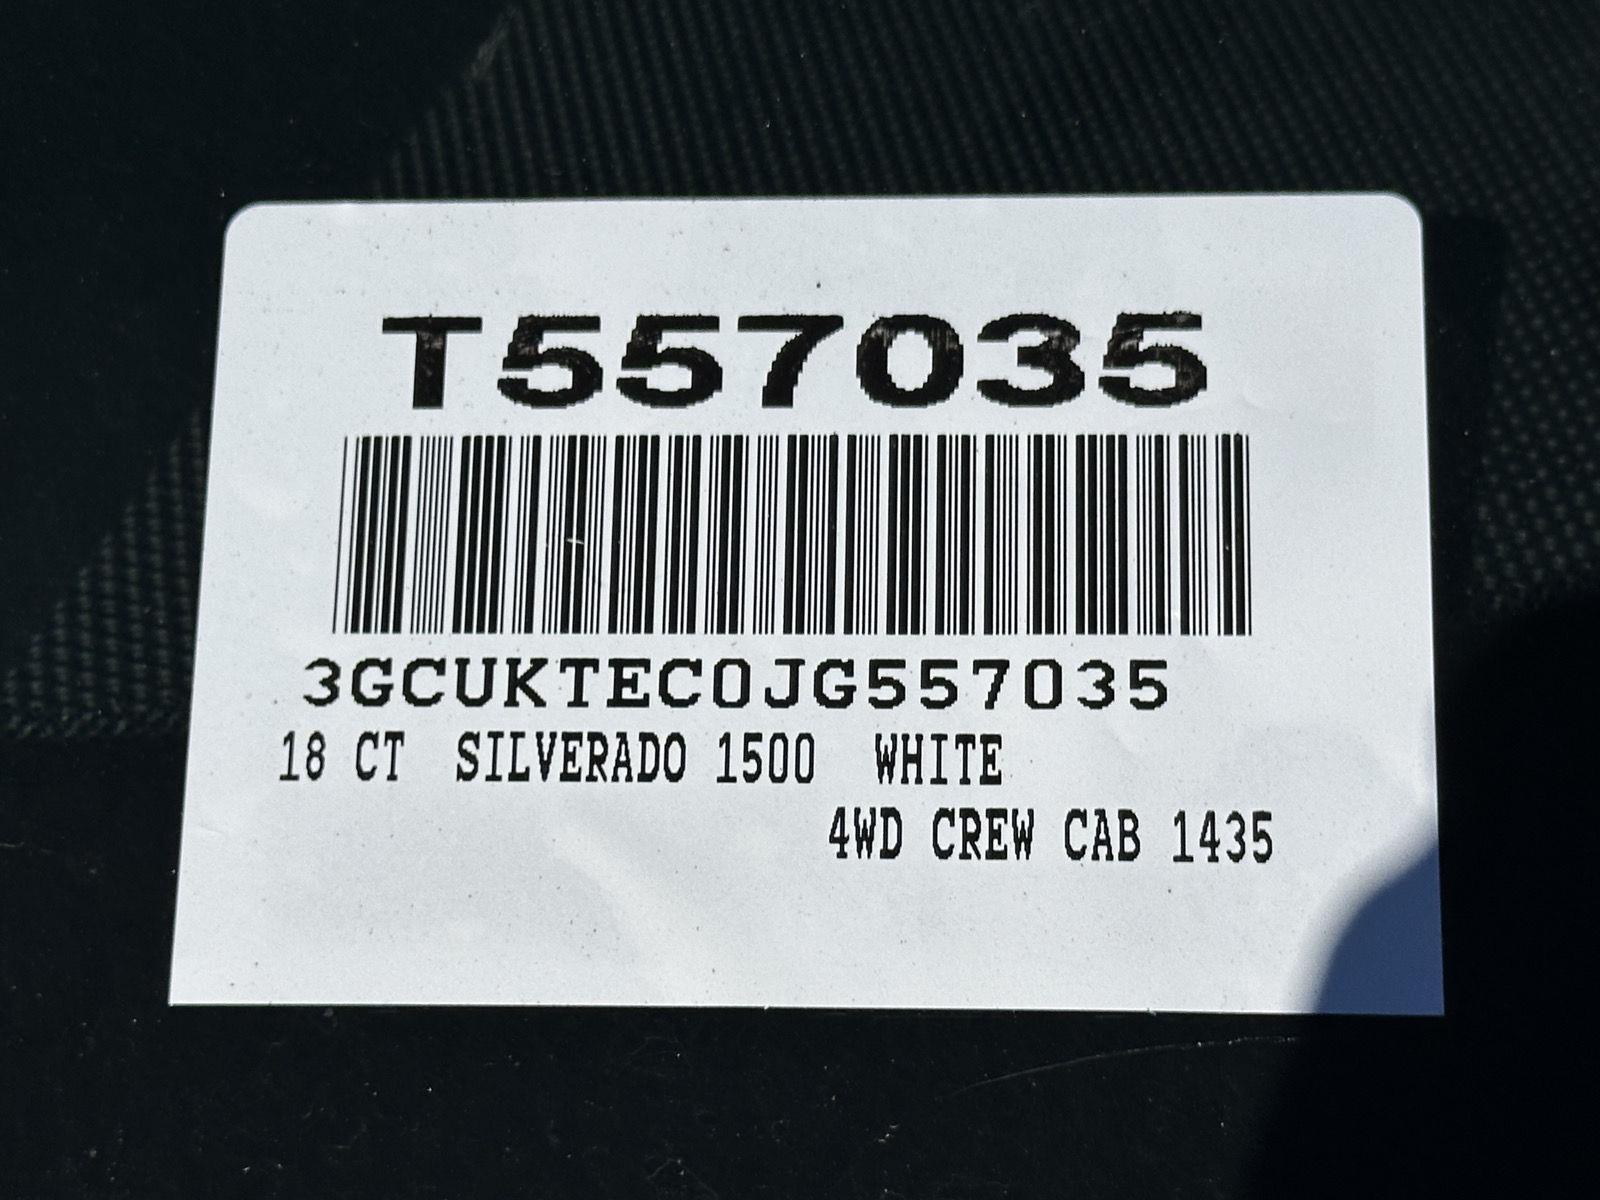 T557035
3GCUKTEC0JG557035
18 CT SILVERADO 1500 WHITE
4WD CREW CAB 1435